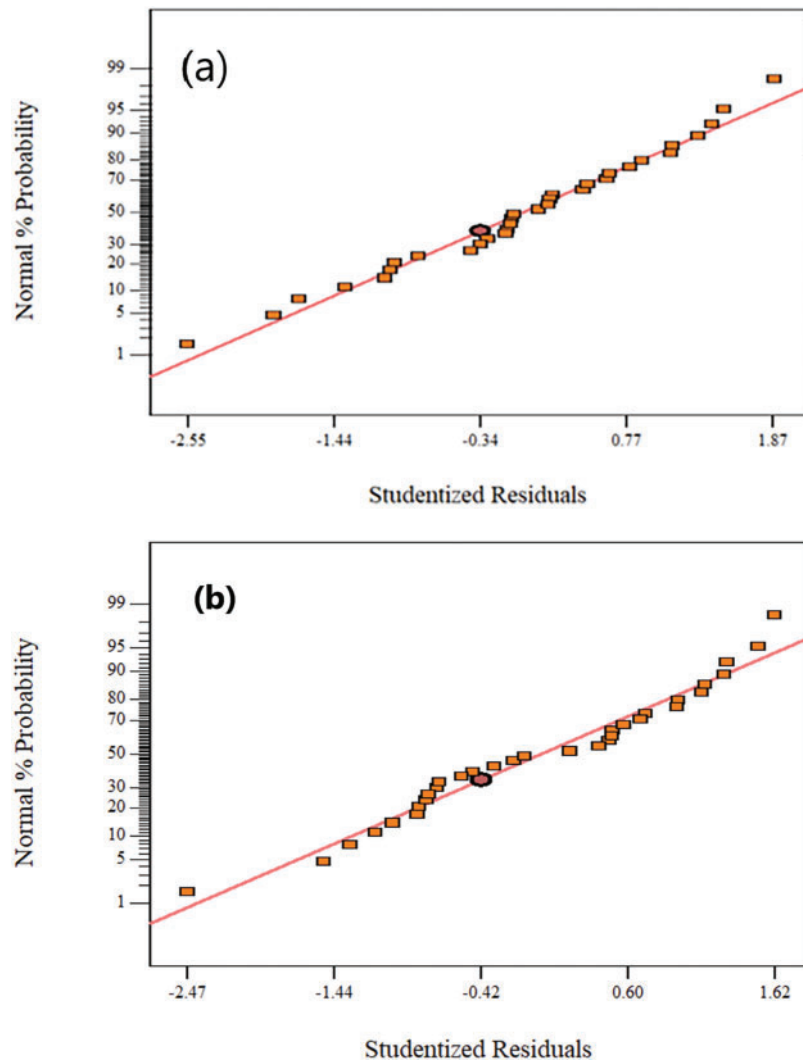 (a)
Normal % Probability
99
95
90
80
70
50
30
20
10
5
1
-2.55 -1.44 -0.34 0.77 1.87
Studentized Residuals
(b)
Normal % Probability
99
95
90
80
70
50
30
20
10
5
1
-2.47 -1.44 -0.42 0.60 1.62
Studentized Residuals